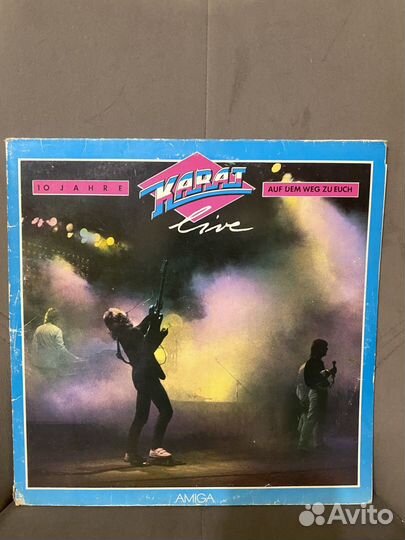 10 JAHRE
KARAT
AUF DEM WEG ZU EUCH
live
AMIGA
Avito